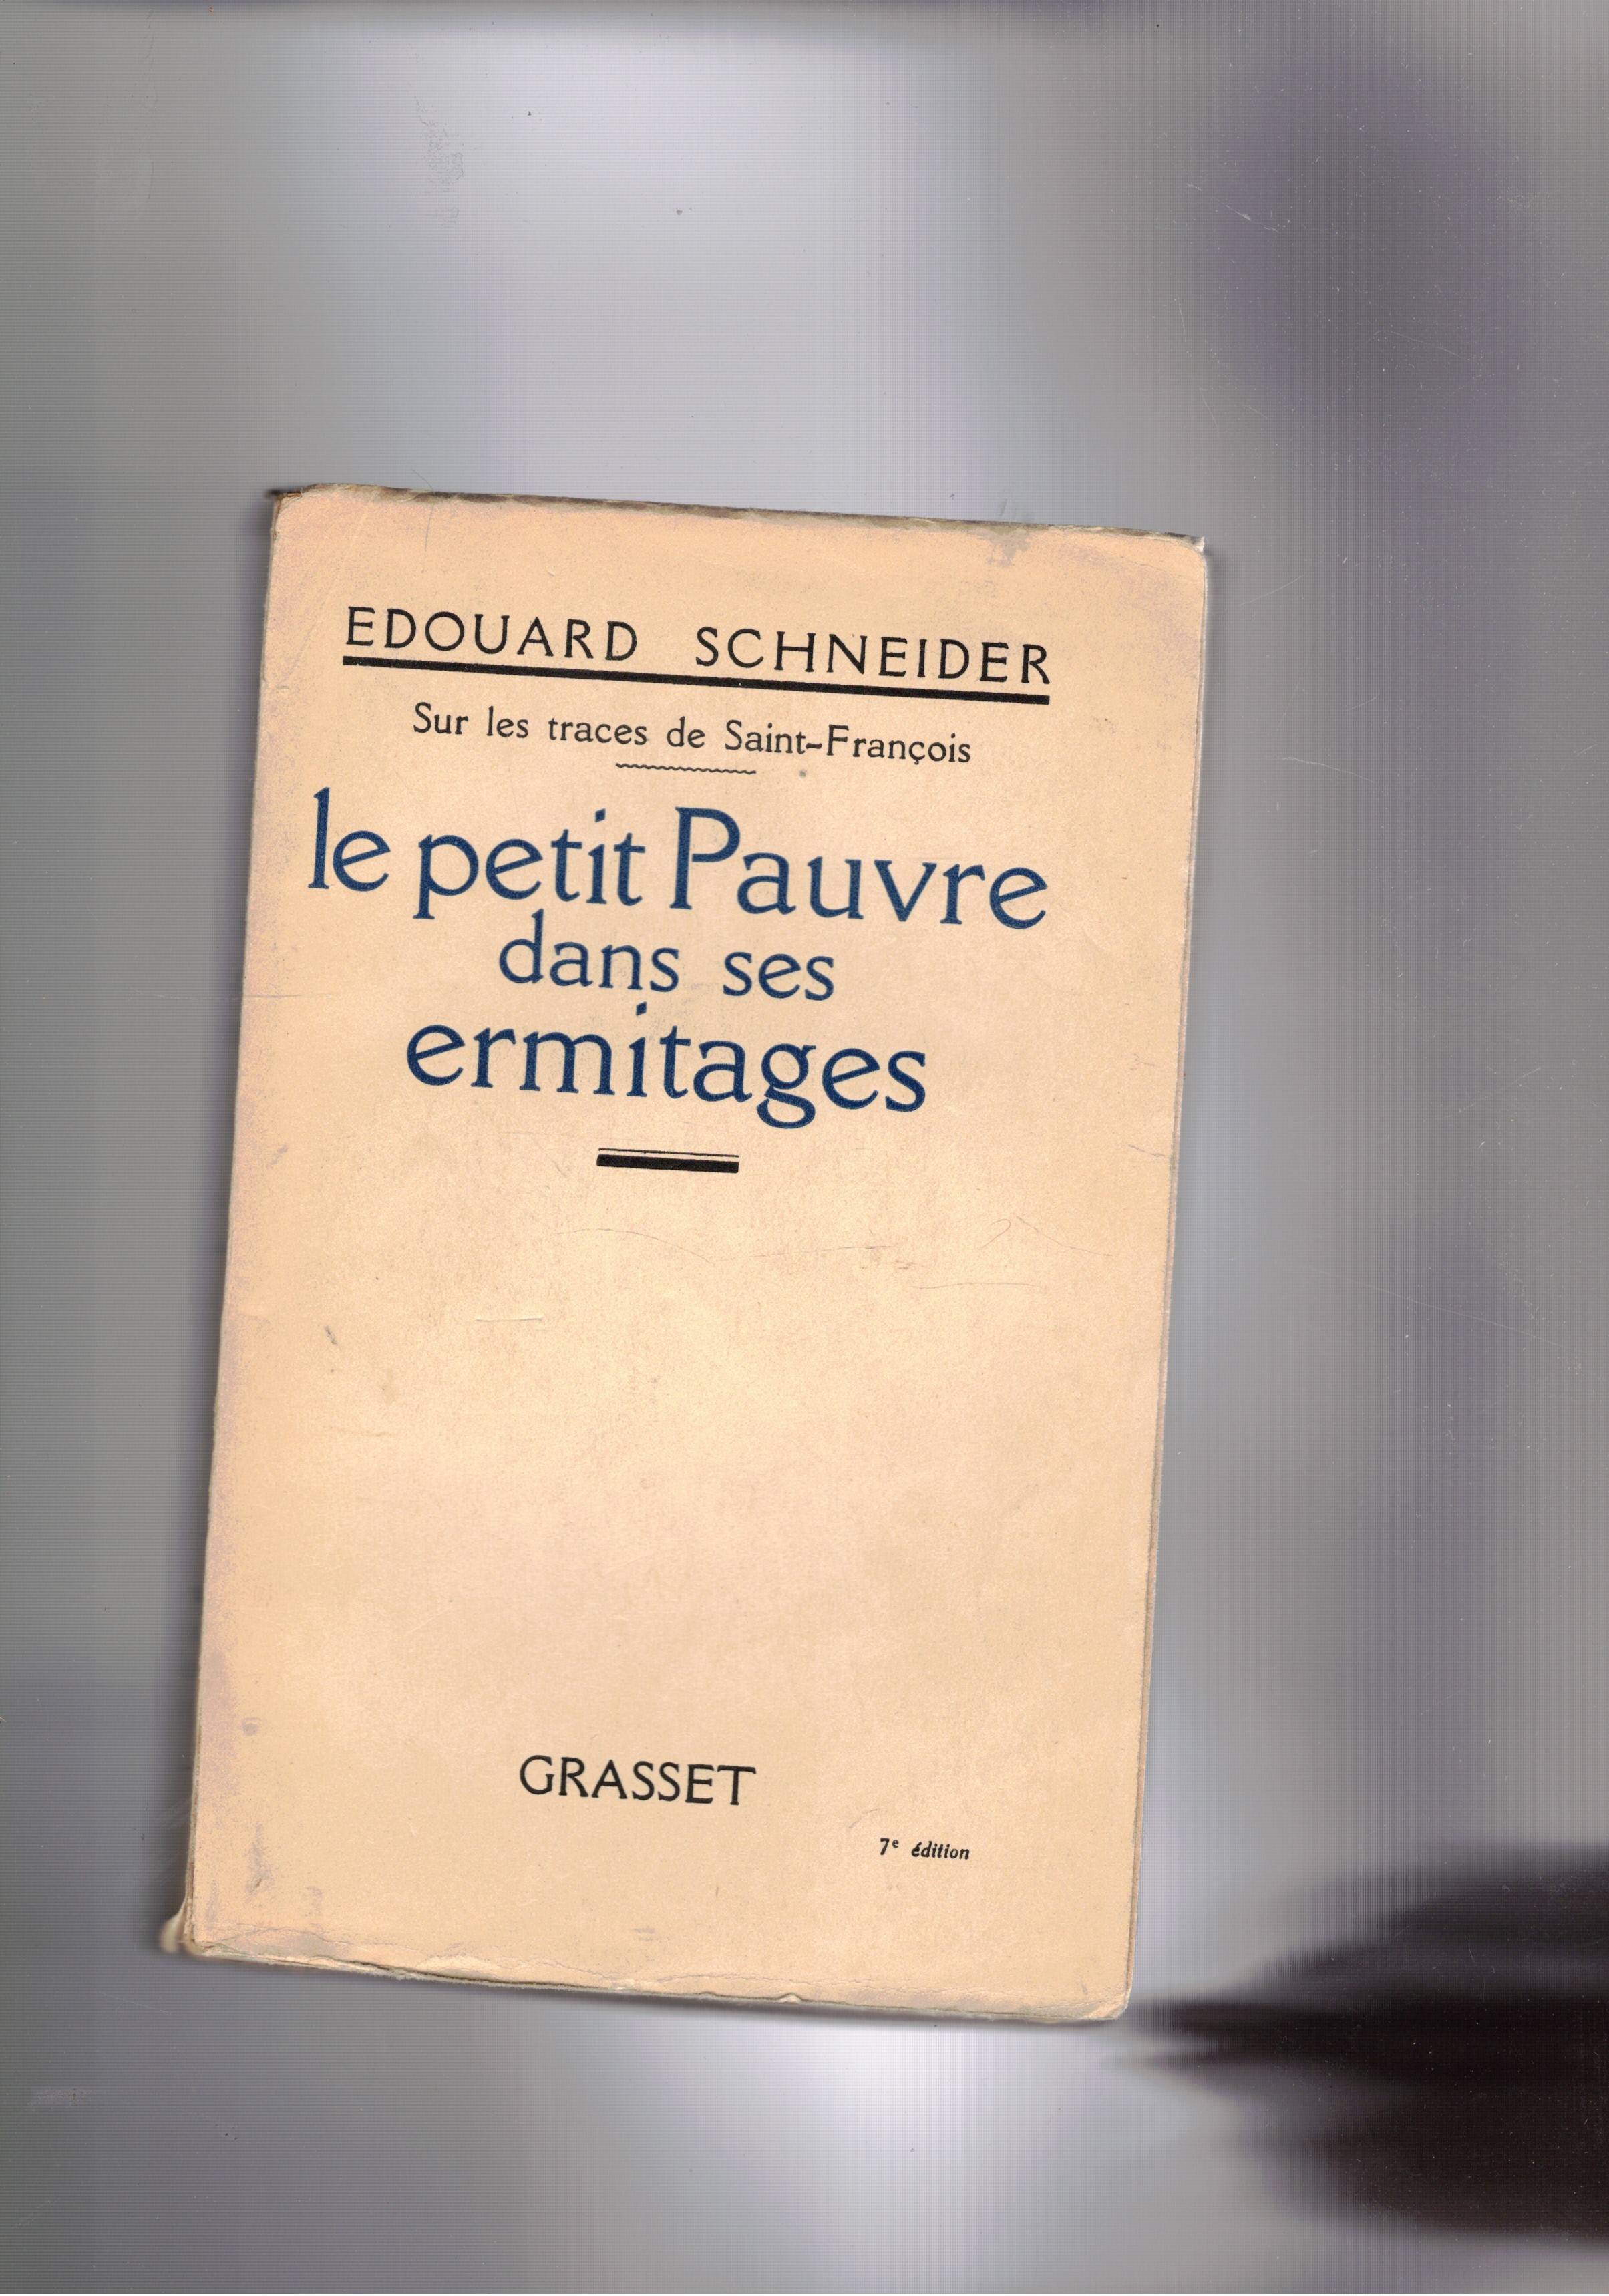 EDOUARD SCHNEIDER
Sur les traces de Saint-François
le petit Pauvre
dans ses
ermitages
GRASSET
7e édition